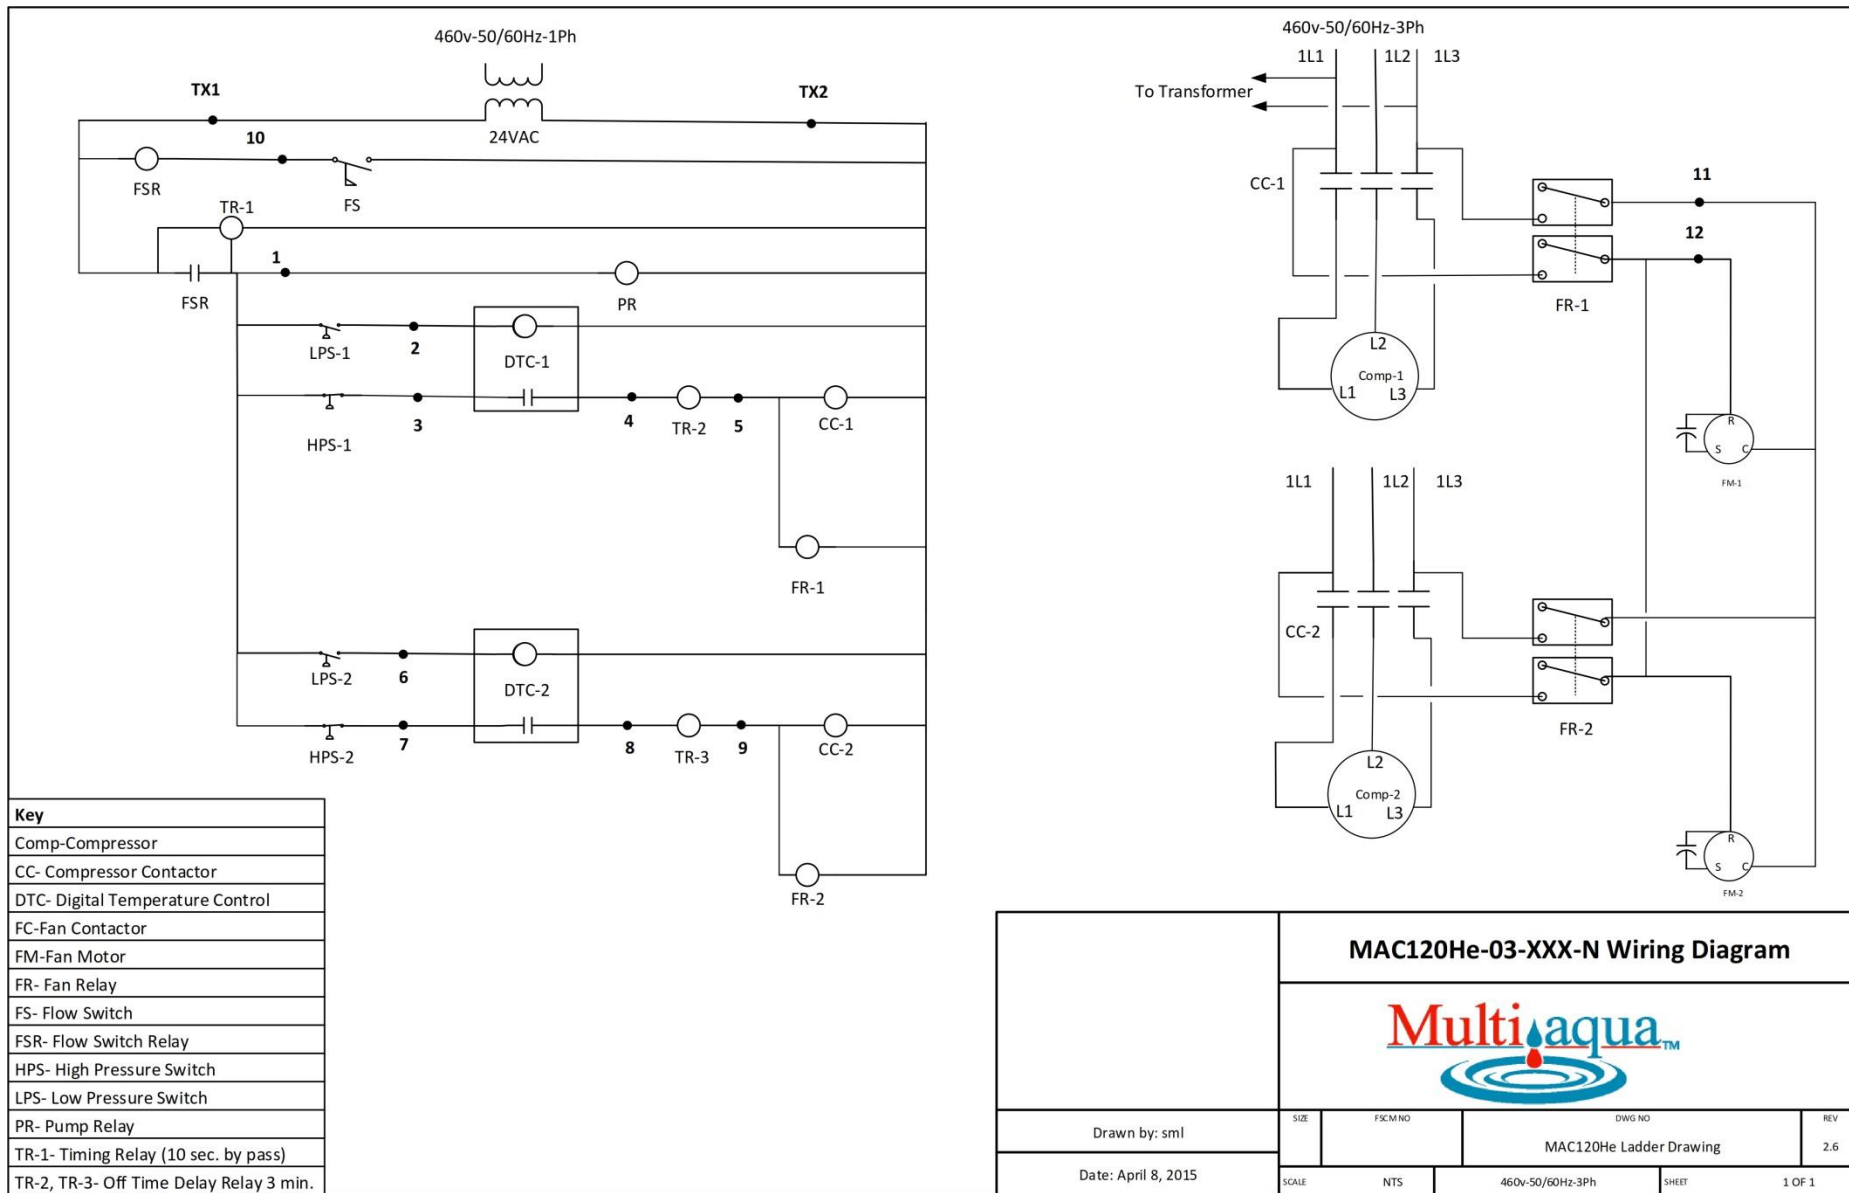 460v-50/60Hz-1Ph
TX1
TX2
24VAC
10
FSR
FS
TR-1
1
FSR
PR
LPS-1
2
DTC-1
HPS-1
3
4
TR-2
5
CC-1
FR-1
LPS-2
6
DTC-2
HPS-2
7
8
TR-3
9
CC-2
FR-2
460v-50/60Hz-3Ph
1L1
1L2
1L3
To Transformer
CC-1
11
12
FR-1
L2
Comp-1
L1
L3
R
S
C
FM-1
1L1
1L2
1L3
CC-2
FR-2
L2
Comp-2
L1
L3
R
S
C
FM-2
Key
Comp-Compressor
CC- Compressor Contactor
DTC- Digital Temperature Control
FC-Fan Contactor
FM-Fan Motor
FR- Fan Relay
FS- Flow Switch
FSR- Flow Switch Relay
HPS- High Pressure Switch
LPS- Low Pressure Switch
PR- Pump Relay
TR-1- Timing Relay (10 sec. by pass)
TR-2, TR-3- Off Time Delay Relay 3 min.
MAC120He-03-XXX-N Wiring Diagram
Multiaqua TM
Drawn by: sml
Date: April 8, 2015
SIZE
FSCM NO
DWG NO
MAC120He Ladder Drawing
REV
2.6
SCALE
NTS
460v-50/60Hz-3Ph
SHEET
1 OF 1